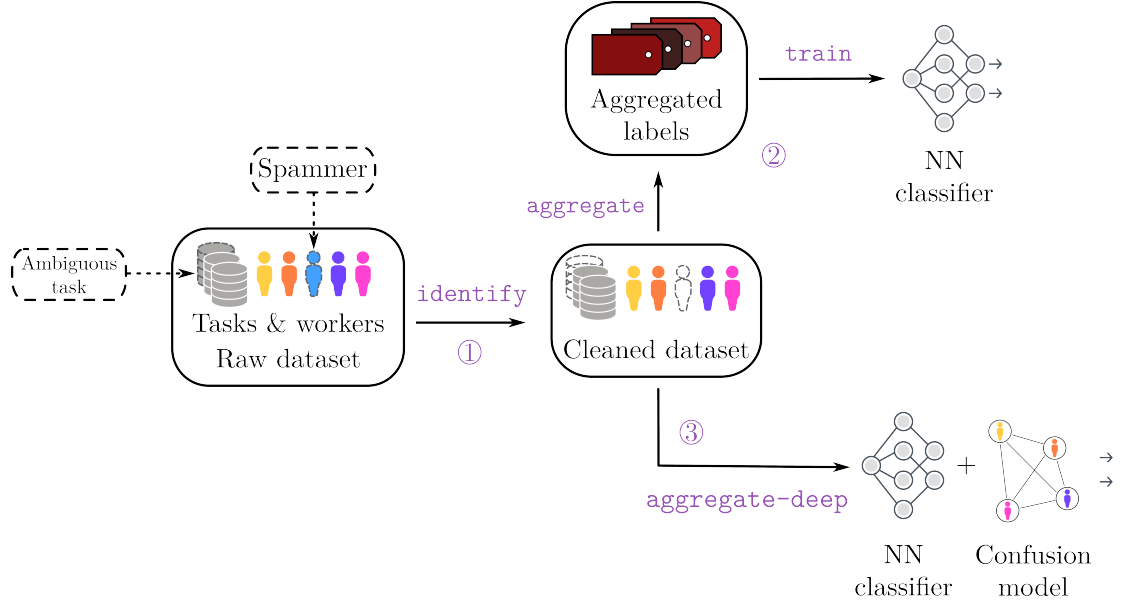 Aggregated
labels
train
②
NN
classifier
Spammer
aggregate
Ambiguous
task
Tasks & workers
Raw dataset
identify
①
Cleaned dataset
③
aggregate-deep
+
NN
classifier
Confusion
model